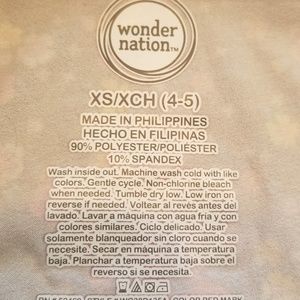 wonder
nation™
XS/XCH (4-5)
MADE IN PHILIPPINES
HECHO EN FILIPINAS
90% POLYESTER/POLIÉSTER
10% SPANDEX
Wash inside out. Machine wash cold with like
colors. Gentle cycle. Non-chlorine bleach
when needed. Tumble dry low. Low iron on
reverse if needed. Voltear al revés antes del
lavado. Lavar a máquina con agua fría y con
colores similares. Ciclo delicado. Usar
solamente blanqueador sin cloro cuando se
necesite. Secar en máquina a temperatura
baja. Planchar a temperatura baja sobre el
reverso si se necesita.